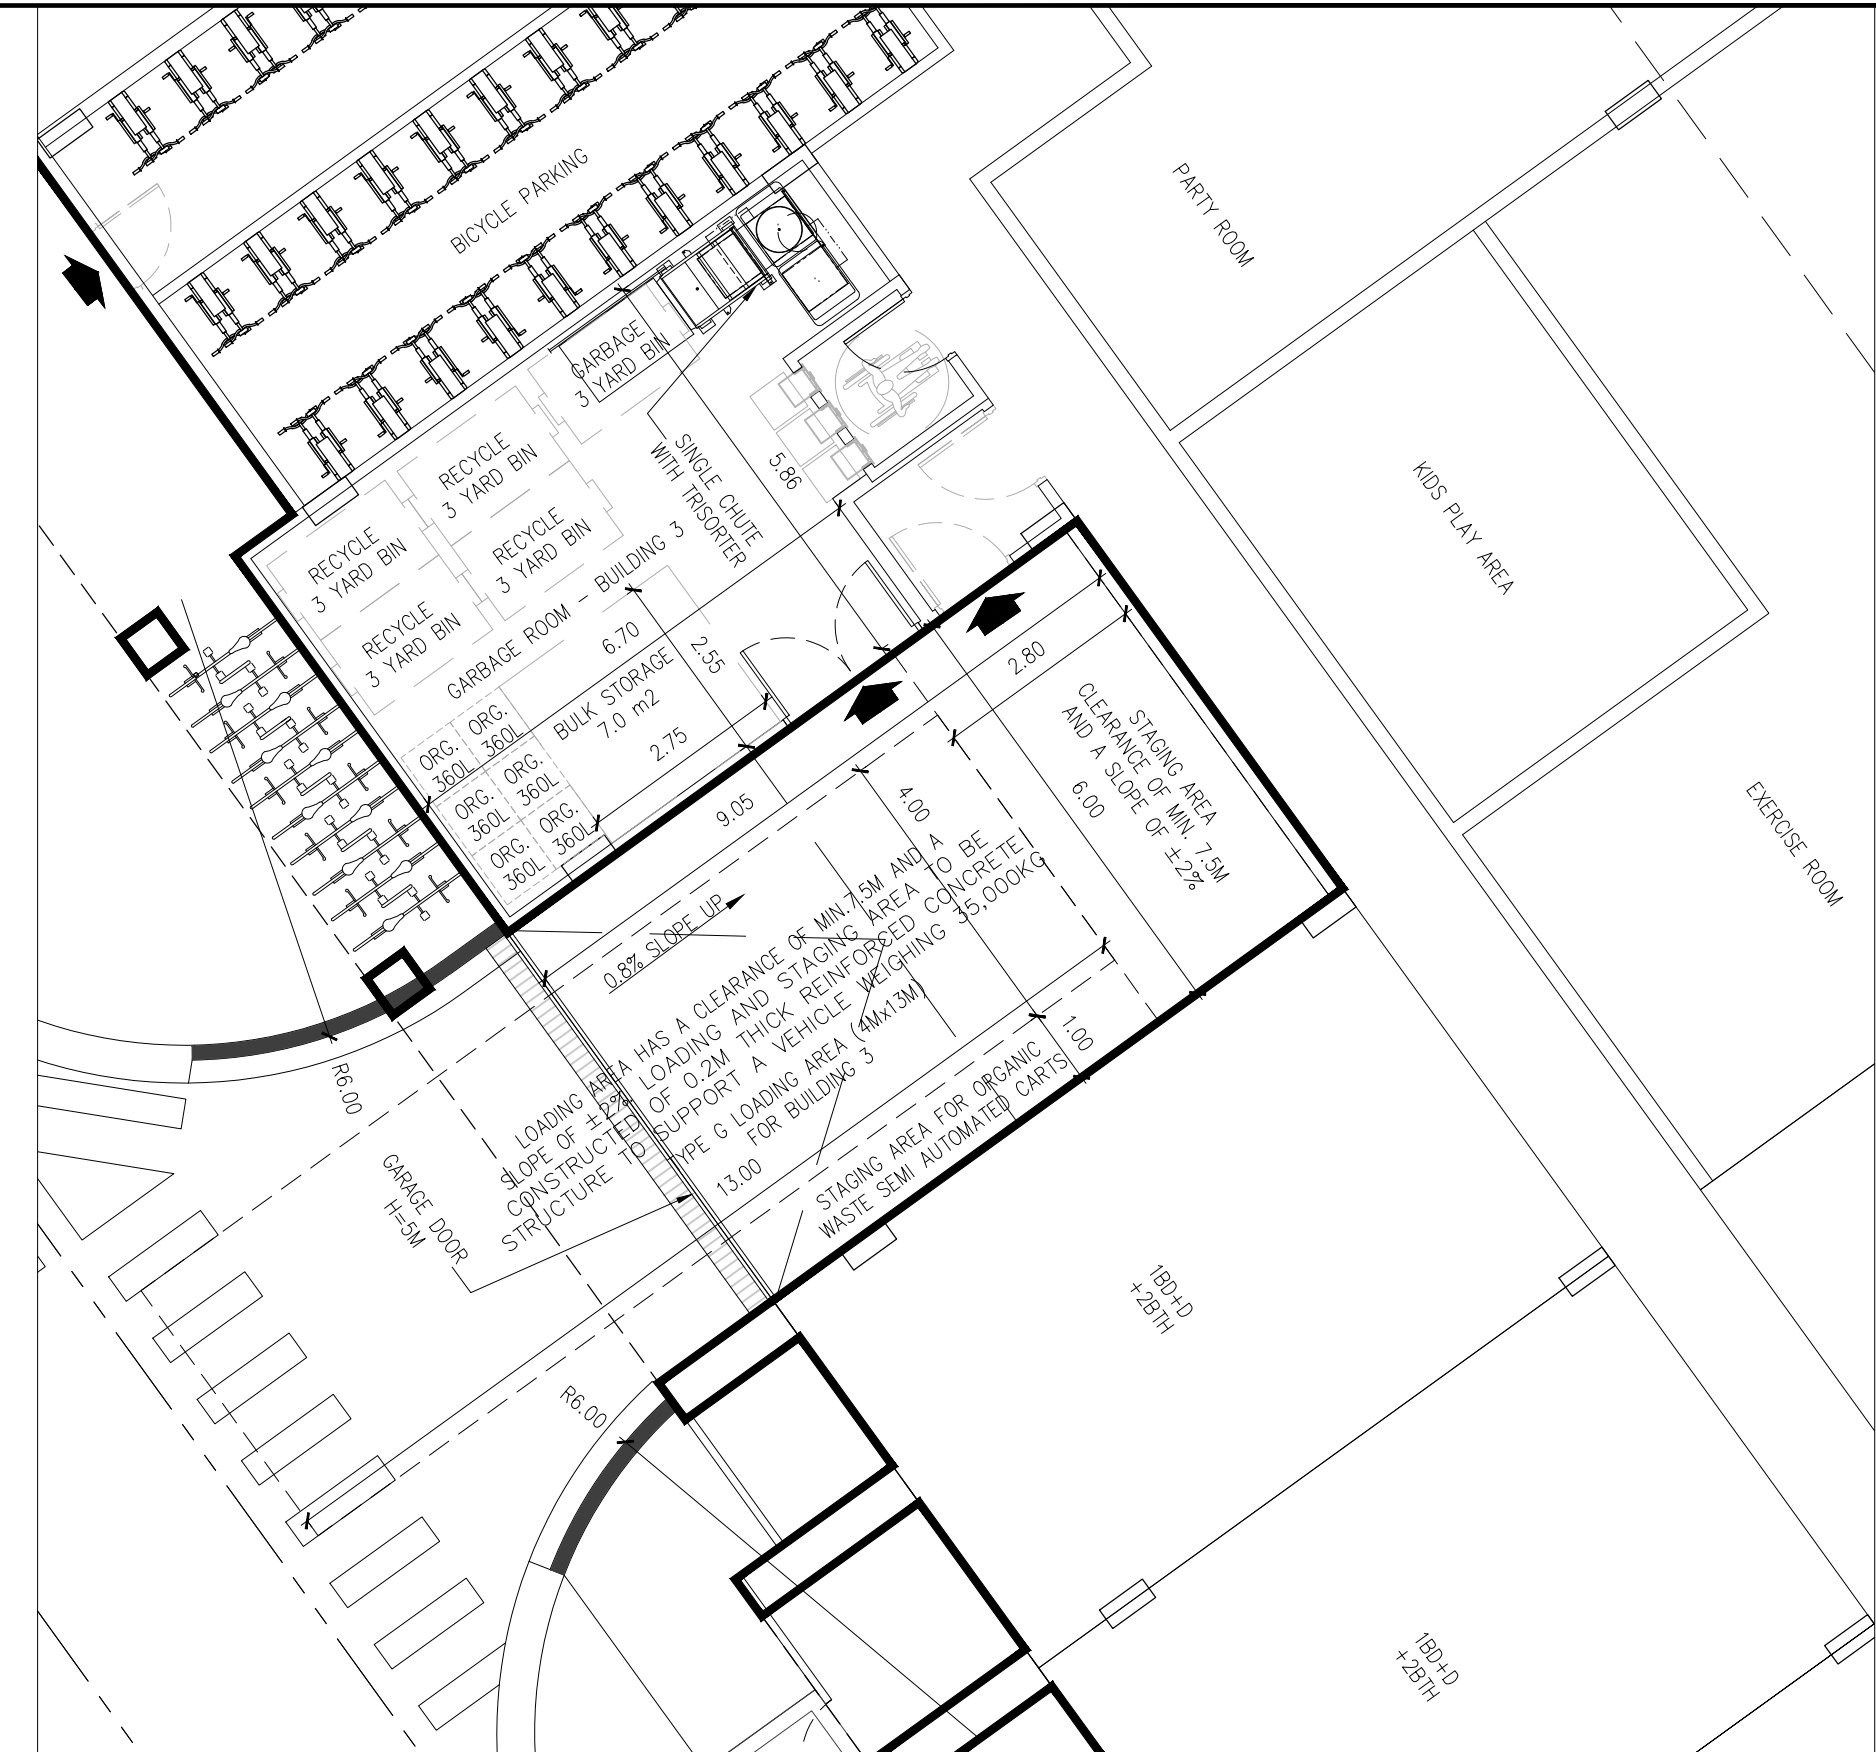 BICYCLE PARKING
PARTY ROOM
KIDS PLAY AREA
EXERCISE ROOM
GARBAGE
3 YARD BIN
RECYCLE
3 YARD BIN
RECYCLE
3 YARD BIN
RECYCLE
3 YARD BIN
RECYCLE
3 YARD BIN
SINGLE CHUTE
WITH TRISORTER
5.86
GARBAGE ROOM - BUILDING 3
6.70
2.55
BULK STORAGE
7.0 m2
2.75
ORG.
360L
ORG.
360L
ORG.
360L
ORG.
360L
ORG.
360L
ORG.
360L
2.80
9.05
4.00
6.00
STAGING AREA
CLEARANCE OF MIN. 7.5M
AND A SLOPE OF ±2%
0.8% SLOPE UP
LOADING AREA HAS A CLEARANCE OF MIN.7.5M AND A
SLOPE OF ±2%. LOADING AND STAGING AREA TO BE
CONSTRUCTED OF 0.2M THICK REINFORCED CONCRETE
STRUCTURE TO SUPPORT A VEHICLE WEIGHING 35,000KG
YPE G LOADING AREA (4Mx13M)
FOR BUILDING 3
13.00
1.00
STAGING AREA FOR ORGANIC
WASTE SEMI AUTOMATED CARTS
R6.00
GARAGE DOOR
H=5M
R6.00
1BD+D
+2BTH
1BD+D
+2BTH